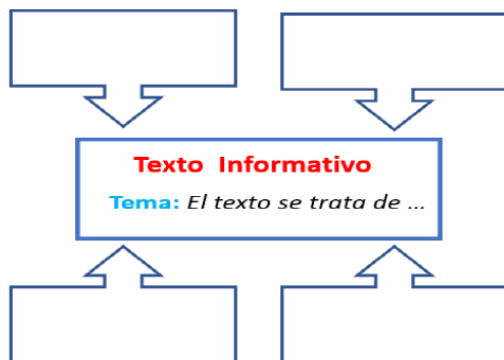 Texto Informativo
Tema: El texto se trata de ...